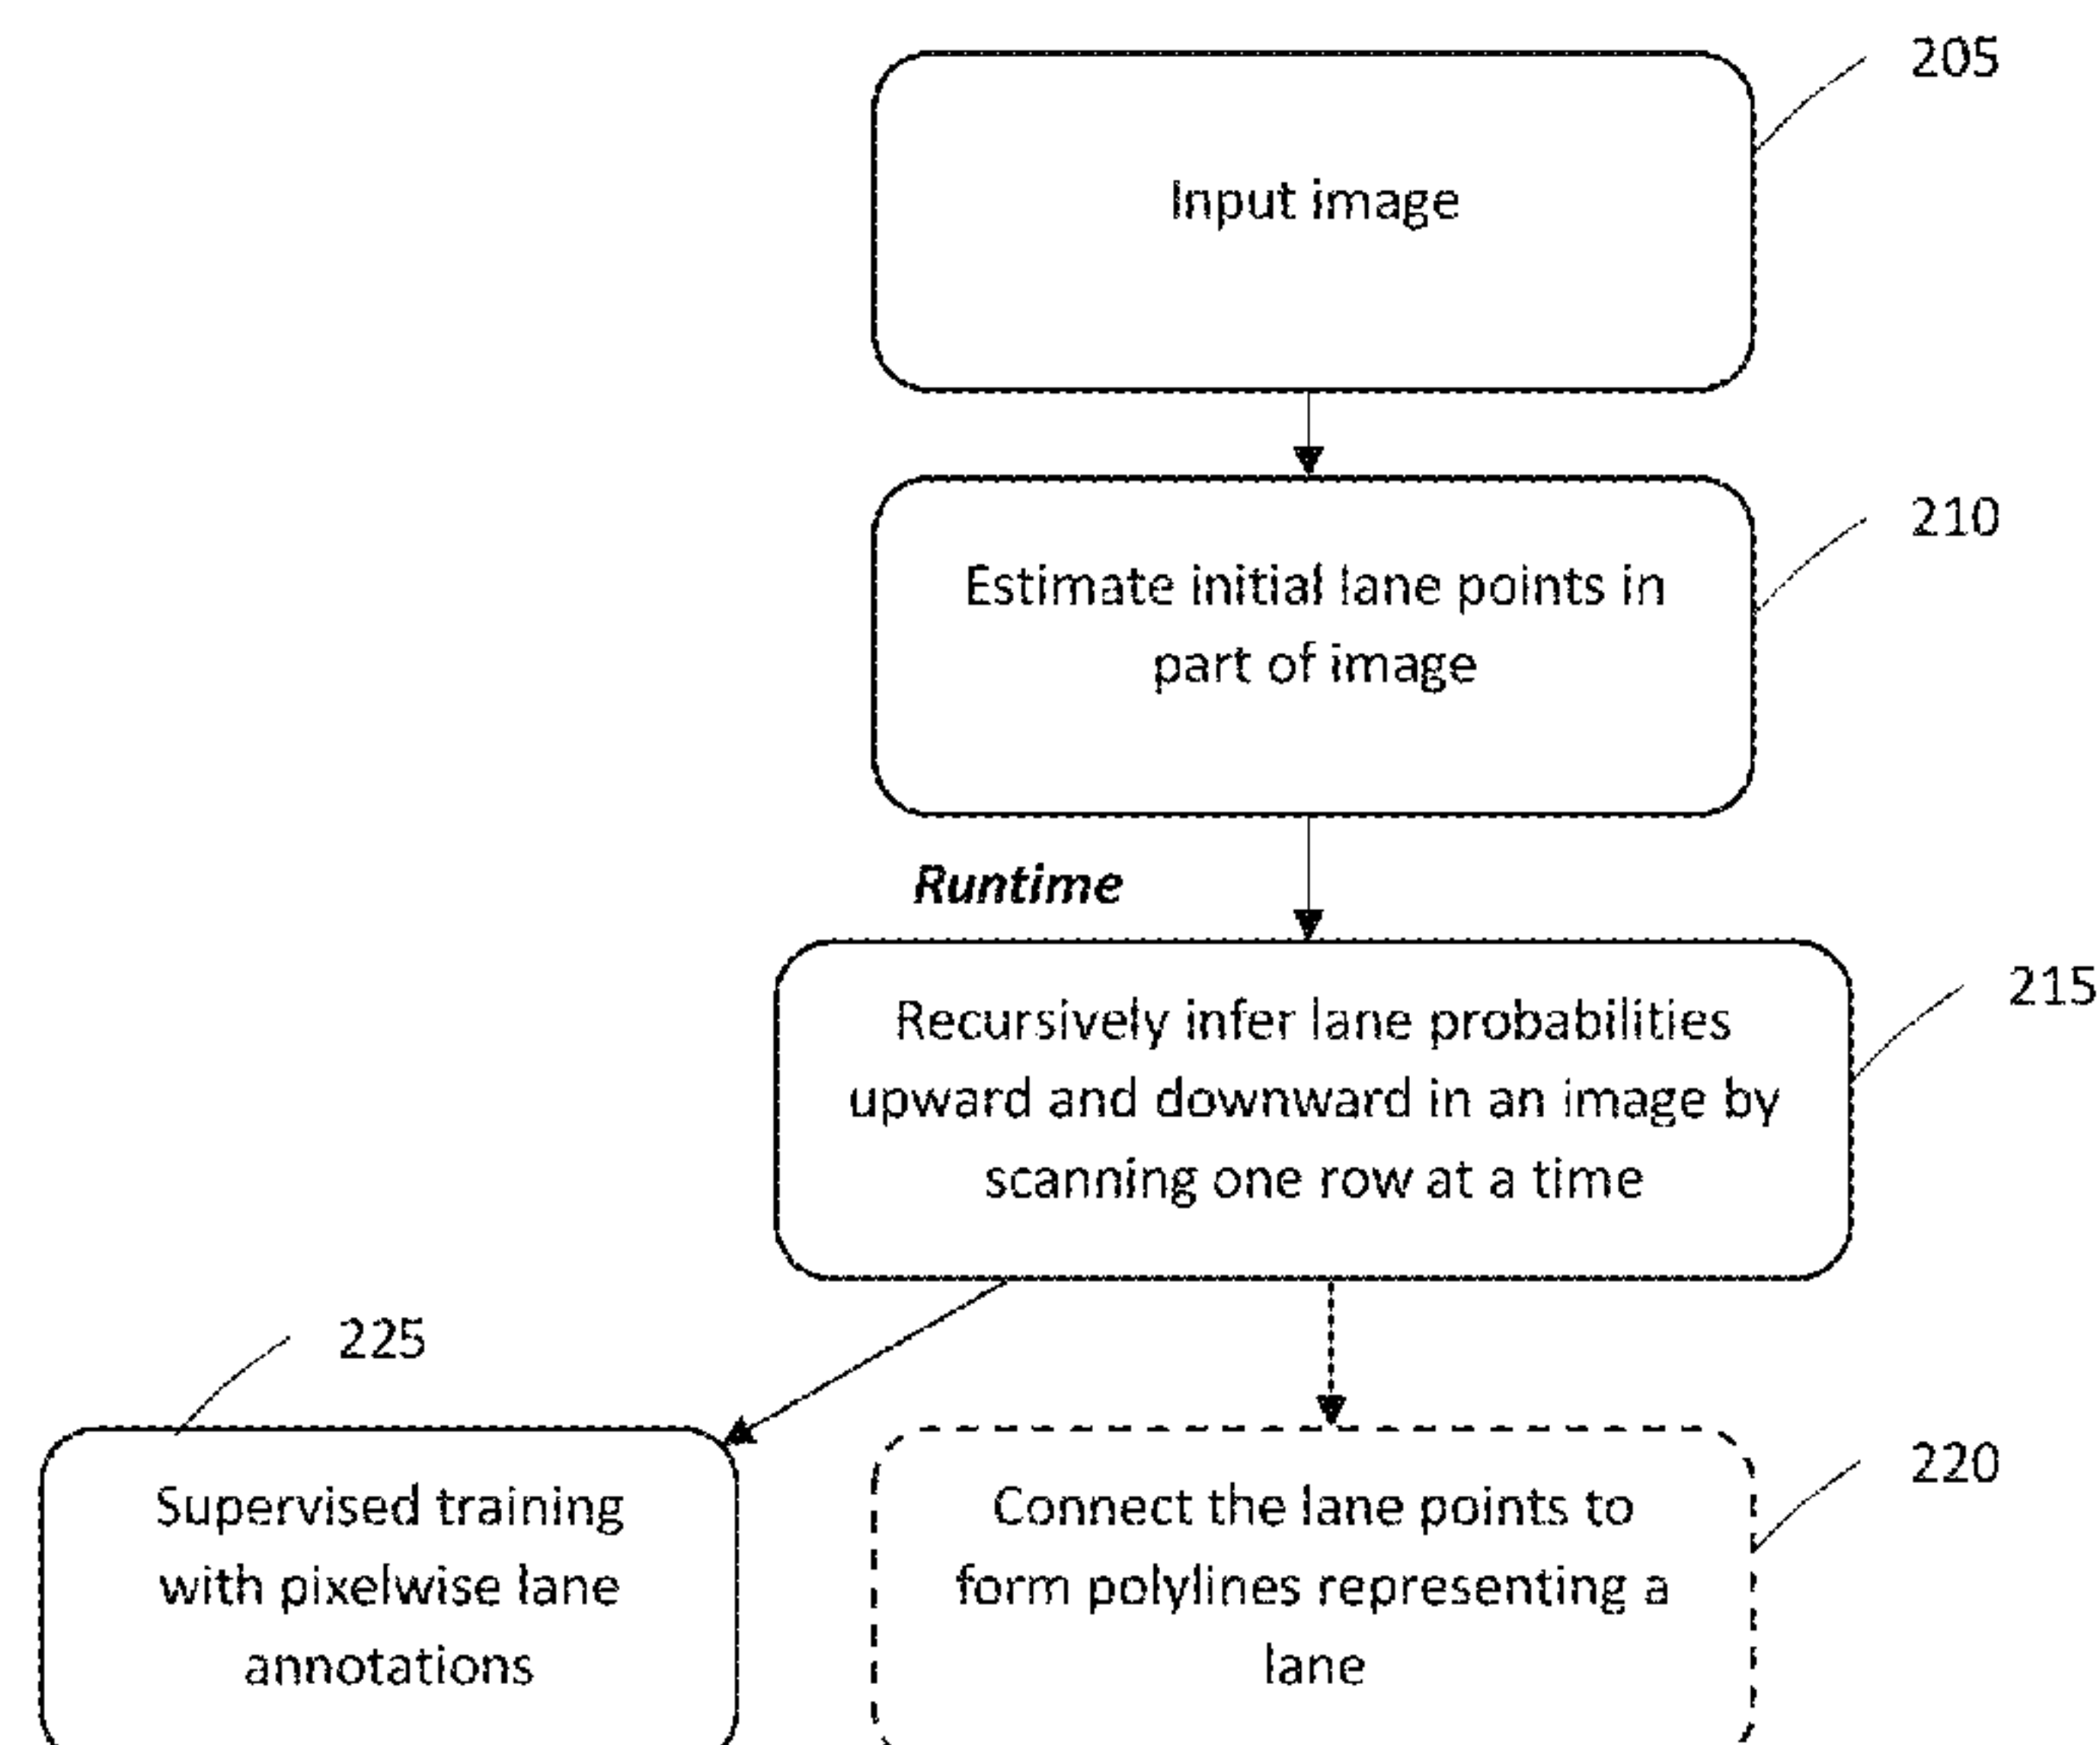 205
Input image
210
Estimate initial lane points in
part of image
Runtime
215
Recursively infer lane probabilities
upward and downward in an image by
scanning one row at a time
225
220
Supervised training
with pixelwise lane
annotations
Connect the lane points to
form polylines representing a
lane